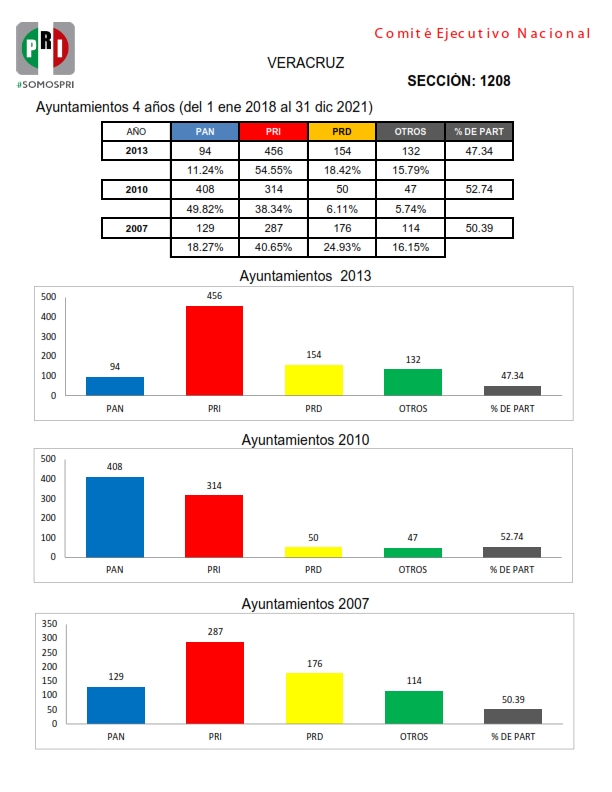 Comité Ejecutivo Nacional
PRI
#SOMOSPRI
VERACRUZ
SECCIÓN: 1208
Ayuntamientos 4 años (del 1 ene 2018 al 31 dic 2021)
AÑO PAN PRI PRD OTROS % DE PART
2013 94 456 154 132 47.34
11.24% 54.55% 18.42% 15.79%
2010 408 314 50 47 52.74
49.82% 38.34% 6.11% 5.74%
2007 129 287 176 114 50.39
18.27% 40.65% 24.93% 16.15%
Ayuntamientos 2013
500
400
300
200
100
0
94 456 154 132 47.34
PAN PRI PRD OTROS % DE PART
Ayuntamientos 2010
500
400
300
200
100
0
408 314 50 47 52.74
PAN PRI PRD OTROS % DE PART
Ayuntamientos 2007
350
300
250
200
150
100
50
0
129 287 176 114 50.39
PAN PRI PRD OTROS % DE PART